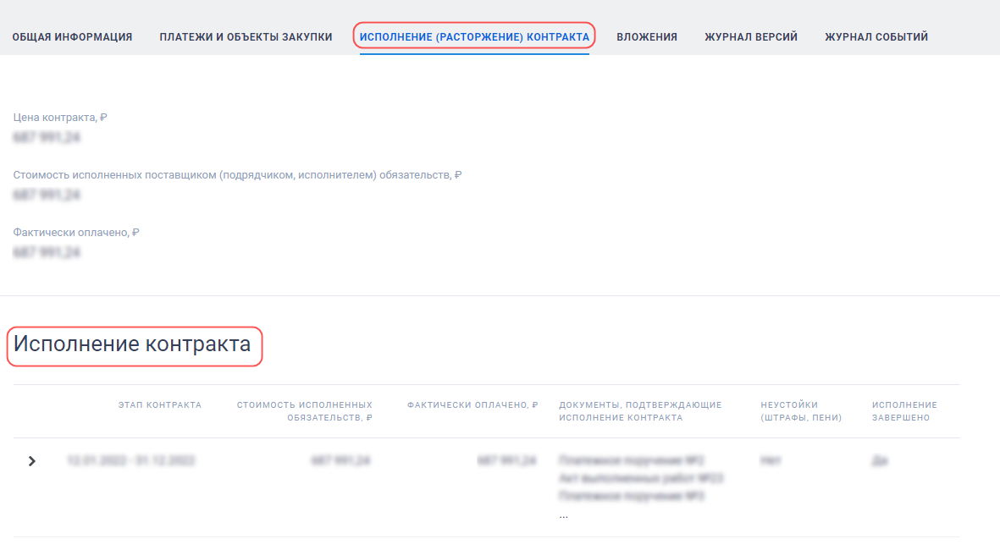 ОБЩАЯ ИНФОРМАЦИЯ ПЛАТЕЖИ И ОБЪЕКТЫ ЗАКУПКИ ИСПОЛНЕНИЕ (РАСТОРЖЕНИЕ) КОНТРАКТА ВЛОЖЕНИЯ ЖУРНАЛ ВЕРСИЙ ЖУРНАЛ СОБЫТИЙ
Цена контракта, ₽
687 991,24
Стоимость исполненных поставщиком (подрядчиком, исполнителем) обязательств, ₽
687 991,24
Фактически оплачено, ₽
687 991,24
Исполнение контракта
ЭТАП КОНТРАКТА СТОИМОСТЬ ИСПОЛНЕННЫХ ФАКТИЧЕСКИ ОПЛАЧЕНО, ₽ ДОКУМЕНТЫ, ПОДТВЕРЖДАЮЩИЕ НЕУСТОЙКИ ИСПОЛНЕНИЕ
ОБЯЗАТЕЛЬСТВ, ₽ ИСПОЛНЕНИЕ КОНТРАКТА (ШТРАФЫ, ПЕНИ) ЗАВЕРШЕНО
12.01.2022 - 31.12.2022 687 991,24 687 991,24 Платежное поручение №2 Нет Да
Акт выполненных работ №23
Платежное поручение №3
...